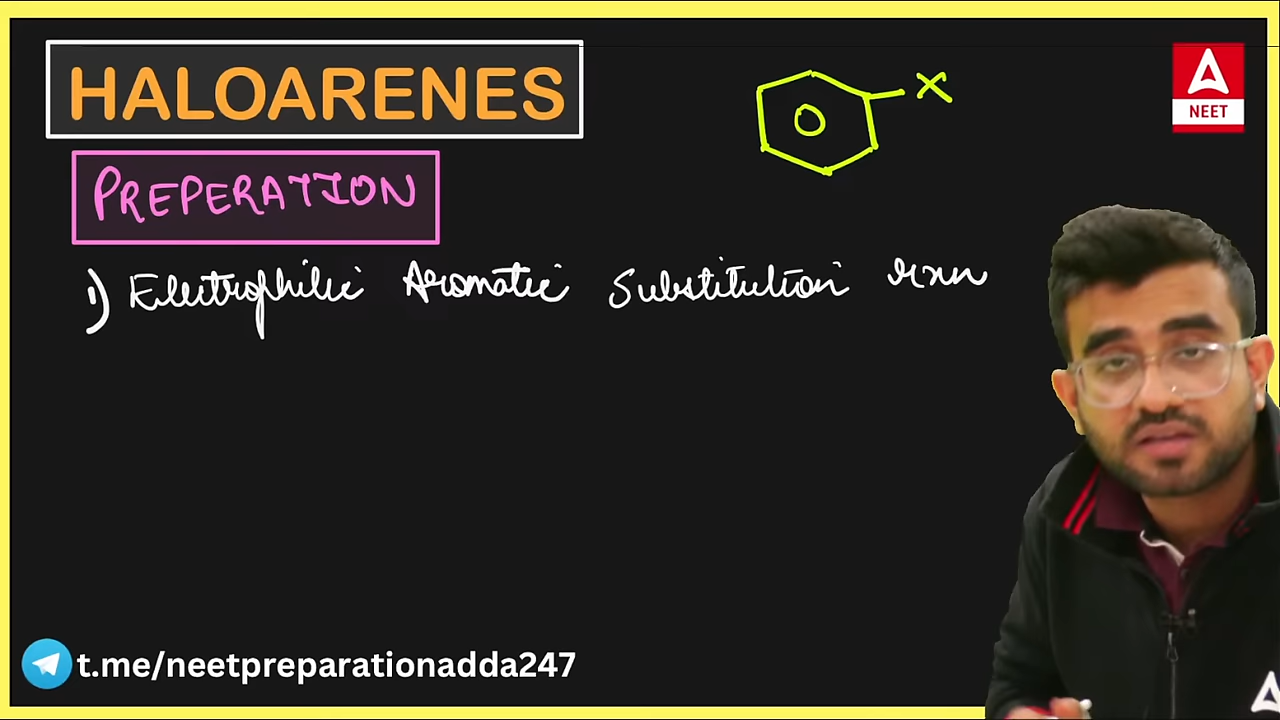 HALOARENES
X
NEET
PREPERATION
1) Electrophilic Aromatic Substitution rxn
t.me/neetpreparationadda247